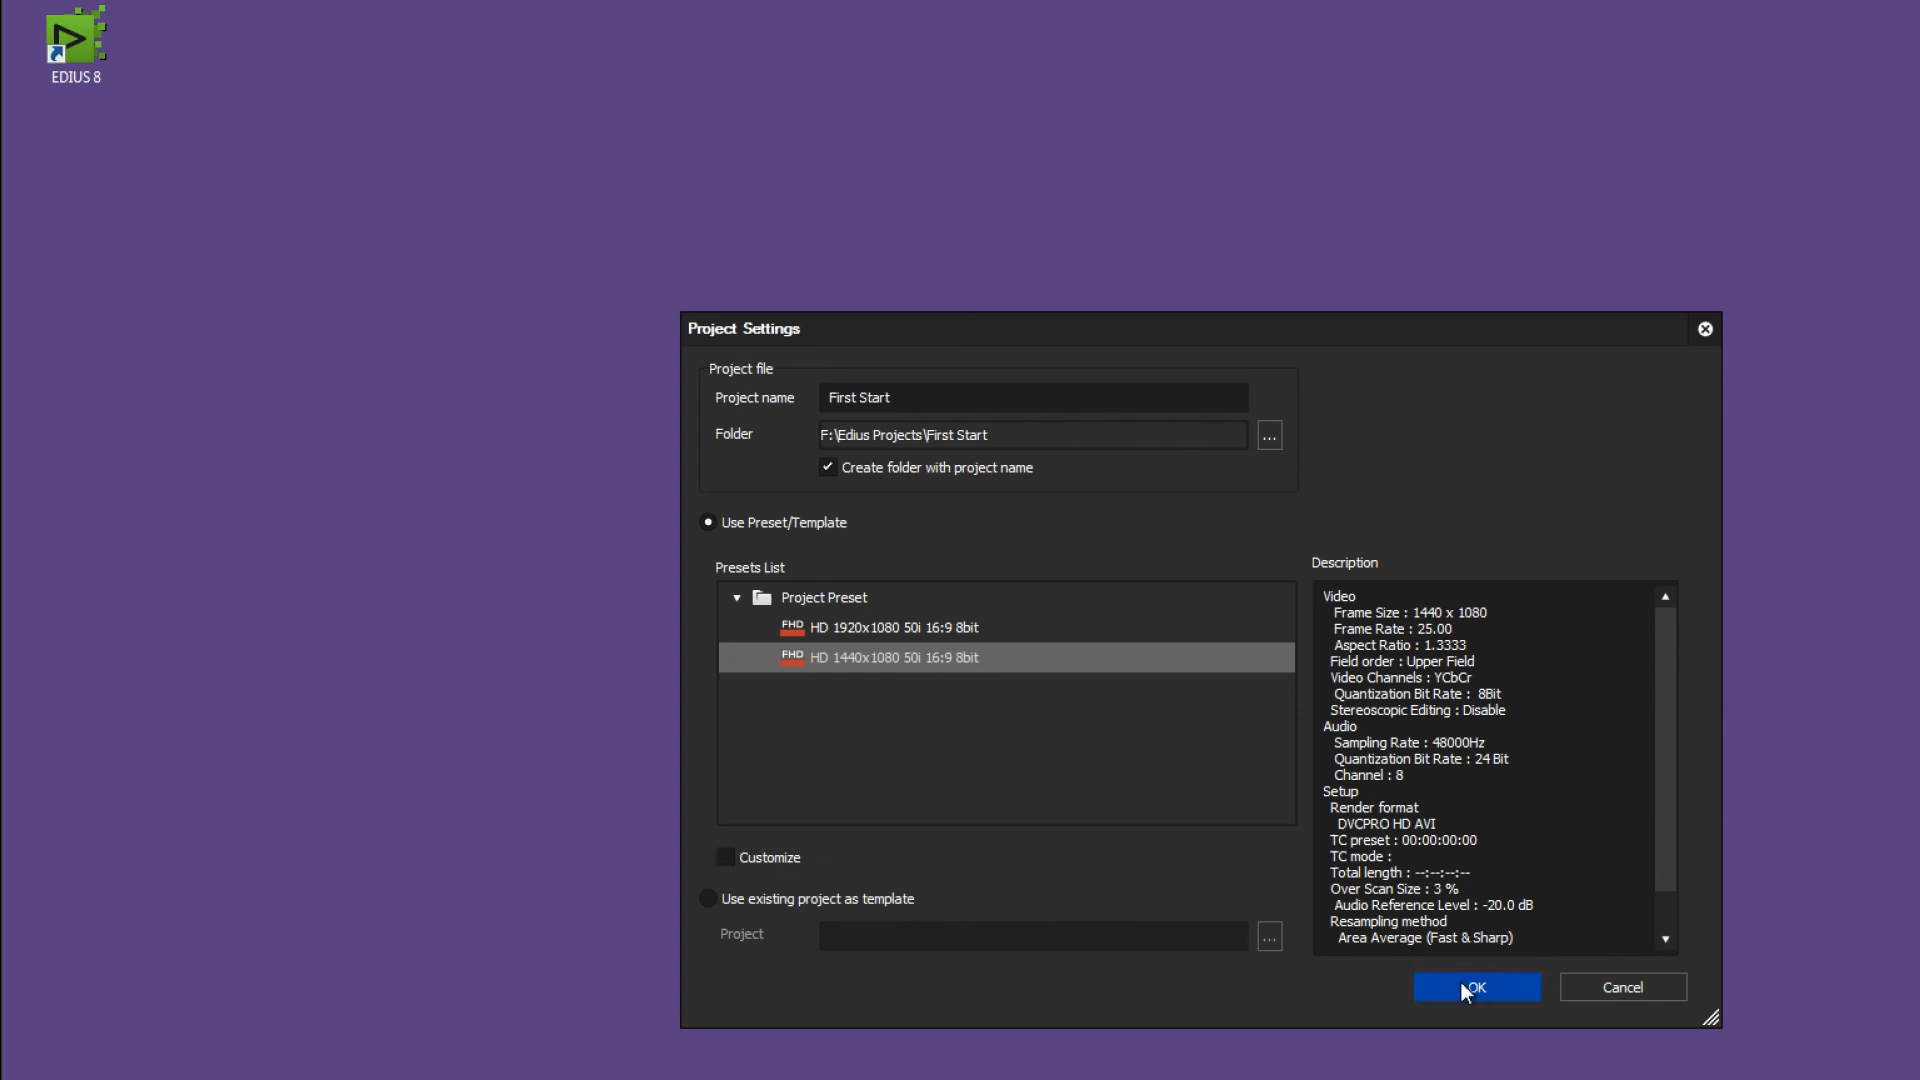 EDIUS 8
Project Settings
Project file
Project name First Start
Folder F:\Edius Projects\First Start ...
Create folder with project name
Use Preset/Template
Presets List
Project Preset
FHD HD 1920x1080 50i 16:9 8bit
FHD HD 1440x1080 50i 16:9 8bit
Customize
Use existing project as template
Project ...
Description
Video
Frame Size : 1440 x 1080
Frame Rate : 25.00
Aspect Ratio : 1.3333
Field order : Upper Field
Video Channels : YCbCr
Quantization Bit Rate : 8Bit
Stereoscopic Editing : Disable
Audio
Sampling Rate : 48000Hz
Quantization Bit Rate : 24 Bit
Channel : 8
Setup
Render format
DVCPRO HD AVI
TC preset : 00:00:00:00
TC mode :
Total length : --:--:--:--
Over Scan Size : 3 %
Audio Reference Level : -20.0 dB
Resampling method
Area Average (Fast & Sharp)
OK Cancel